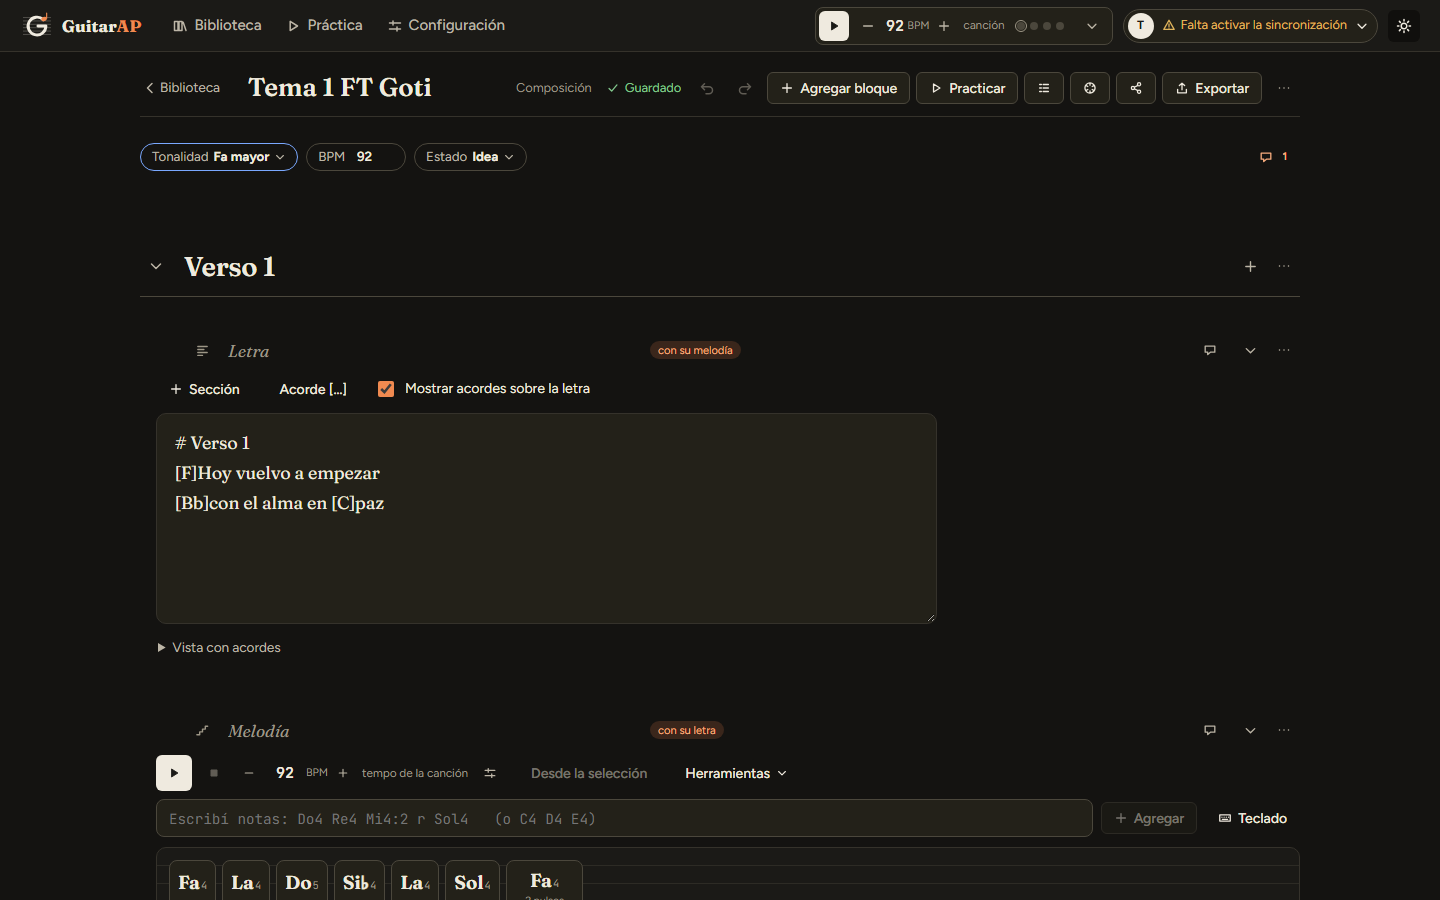 GuitarAP Biblioteca Práctica Configuración 92 BPM canción T Falta activar la sincronización
Biblioteca Tema 1 FT Goti Composición Guardado Agregar bloque Practicar Exportar ...
Tonalidad Fa mayor BPM 92 Estado Idea 1
Verso 1 ...
Letra con su melodía ...
+ Sección Acorde [...] Mostrar acordes sobre la letra
# Verso 1
[F]Hoy vuelvo a empezar
[Bb]con el alma en [C]paz
Vista con acordes
Melodía con su letra ...
92 BPM + tempo de la canción Desde la selección Herramientas
Escribí notas: Do4 Re4 Mi4:2 r Sol4 (o C4 D4 E4) + Agregar Teclado
Fa4 La4 Do5 Sib4 La4 Sol4 Fa4